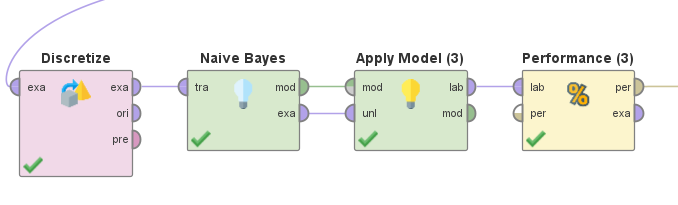 Discretize
Naive Bayes
Apply Model (3)
Performance (3)
exa exa
ori
pre
tra mod
exa
mod lab
unl mod
lab % per
per exa